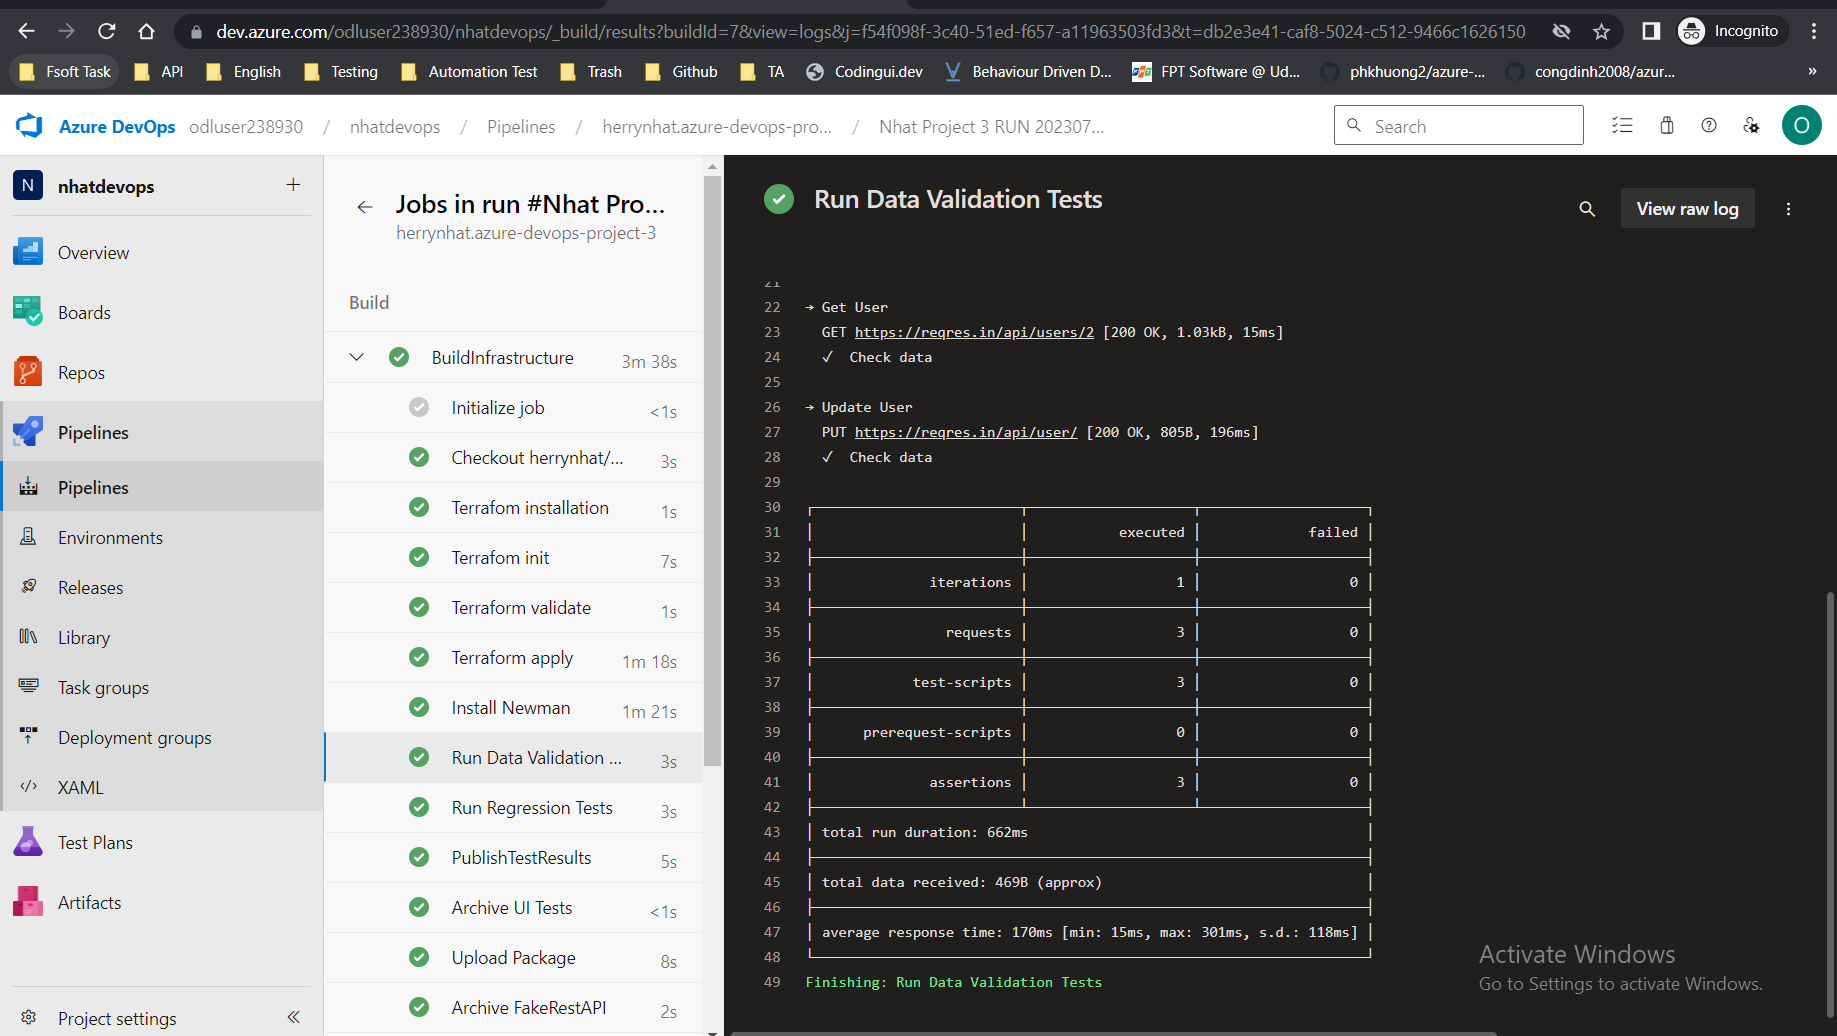 dev.azure.com/odluser238930/nhatdevops/_build/results?buildId=7&view=logs&j=f54f098f-3c40-51ed-f657-a11963503fd3&t=db2e3e41-caf8-5024-c512-9466c1626150
Incognito
Fsoft Task
API
English
Testing
Automation Test
Trash
Github
TA
Codingui.dev
Behaviour Driven D...
FPT Software @ Ud...
phkhuong2/azure-...
congdinh2008/azur...
»
Azure DevOps odluser238930 / nhatdevops / Pipelines / herrynhat.azure-devops-pro... / Nhat Project 3 RUN 202307...
Search
O
N nhatdevops +
Overview
Boards
Repos
Pipelines
Pipelines
Environments
Releases
Library
Task groups
Deployment groups
XAML
Test Plans
Artifacts
Project settings
Jobs in run #Nhat Pro...
herrynhat.azure-devops-project-3
Build
BuildInfrastructure 3m 38s
Initialize job <1s
Checkout herrynhat/... 3s
Terrafom installation 1s
Terrafom init 7s
Terraform validate 1s
Terraform apply 1m 18s
Install Newman 1m 21s
Run Data Validation ... 3s
Run Regression Tests 3s
PublishTestResults 5s
Archive UI Tests <1s
Upload Package 8s
Archive FakeRestAPI 2s
Run Data Validation Tests
View raw log
21
22 → Get User
23 GET https://reqres.in/api/users/2 [200 OK, 1.03kB, 15ms]
24 ✓ Check data
25
26 → Update User
27 PUT https://reqres.in/api/user/ [200 OK, 805B, 196ms]
28 ✓ Check data
29
30
31 executed failed
32
33 iterations 1 0
34
35 requests 3 0
36
37 test-scripts 3 0
38
39 prerequest-scripts 0 0
40
41 assertions 3 0
42
43 total run duration: 662ms
44
45 total data received: 469B (approx)
46
47 average response time: 170ms [min: 15ms, max: 301ms, s.d.: 118ms]
48
49 Finishing: Run Data Validation Tests
Activate Windows
Go to Settings to activate Windows.